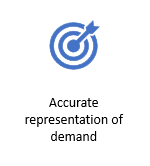 Accurate
representation of
demand